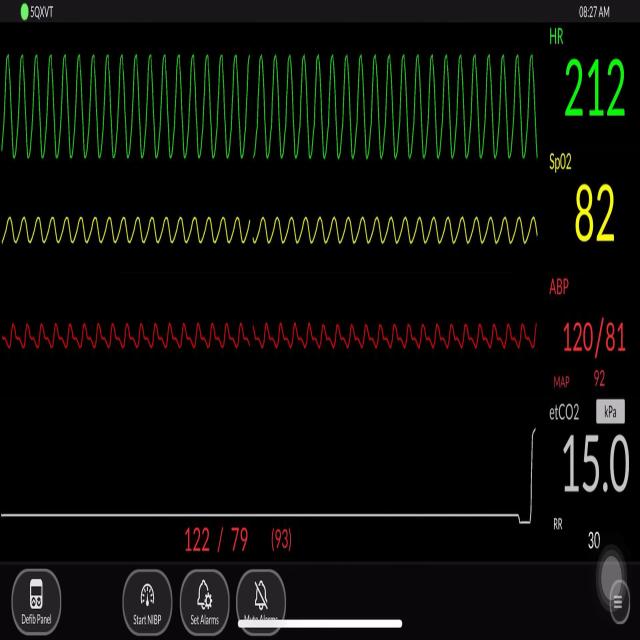 5QXVT
08:27 AM
HR
212
SpO2
82
ABP
120/81
MAP 92
etCO2 kPa
15.0
RR
30
122 / 79 (93)
Defib Panel
Start NIBP
Set Alarms
Mute Alarms